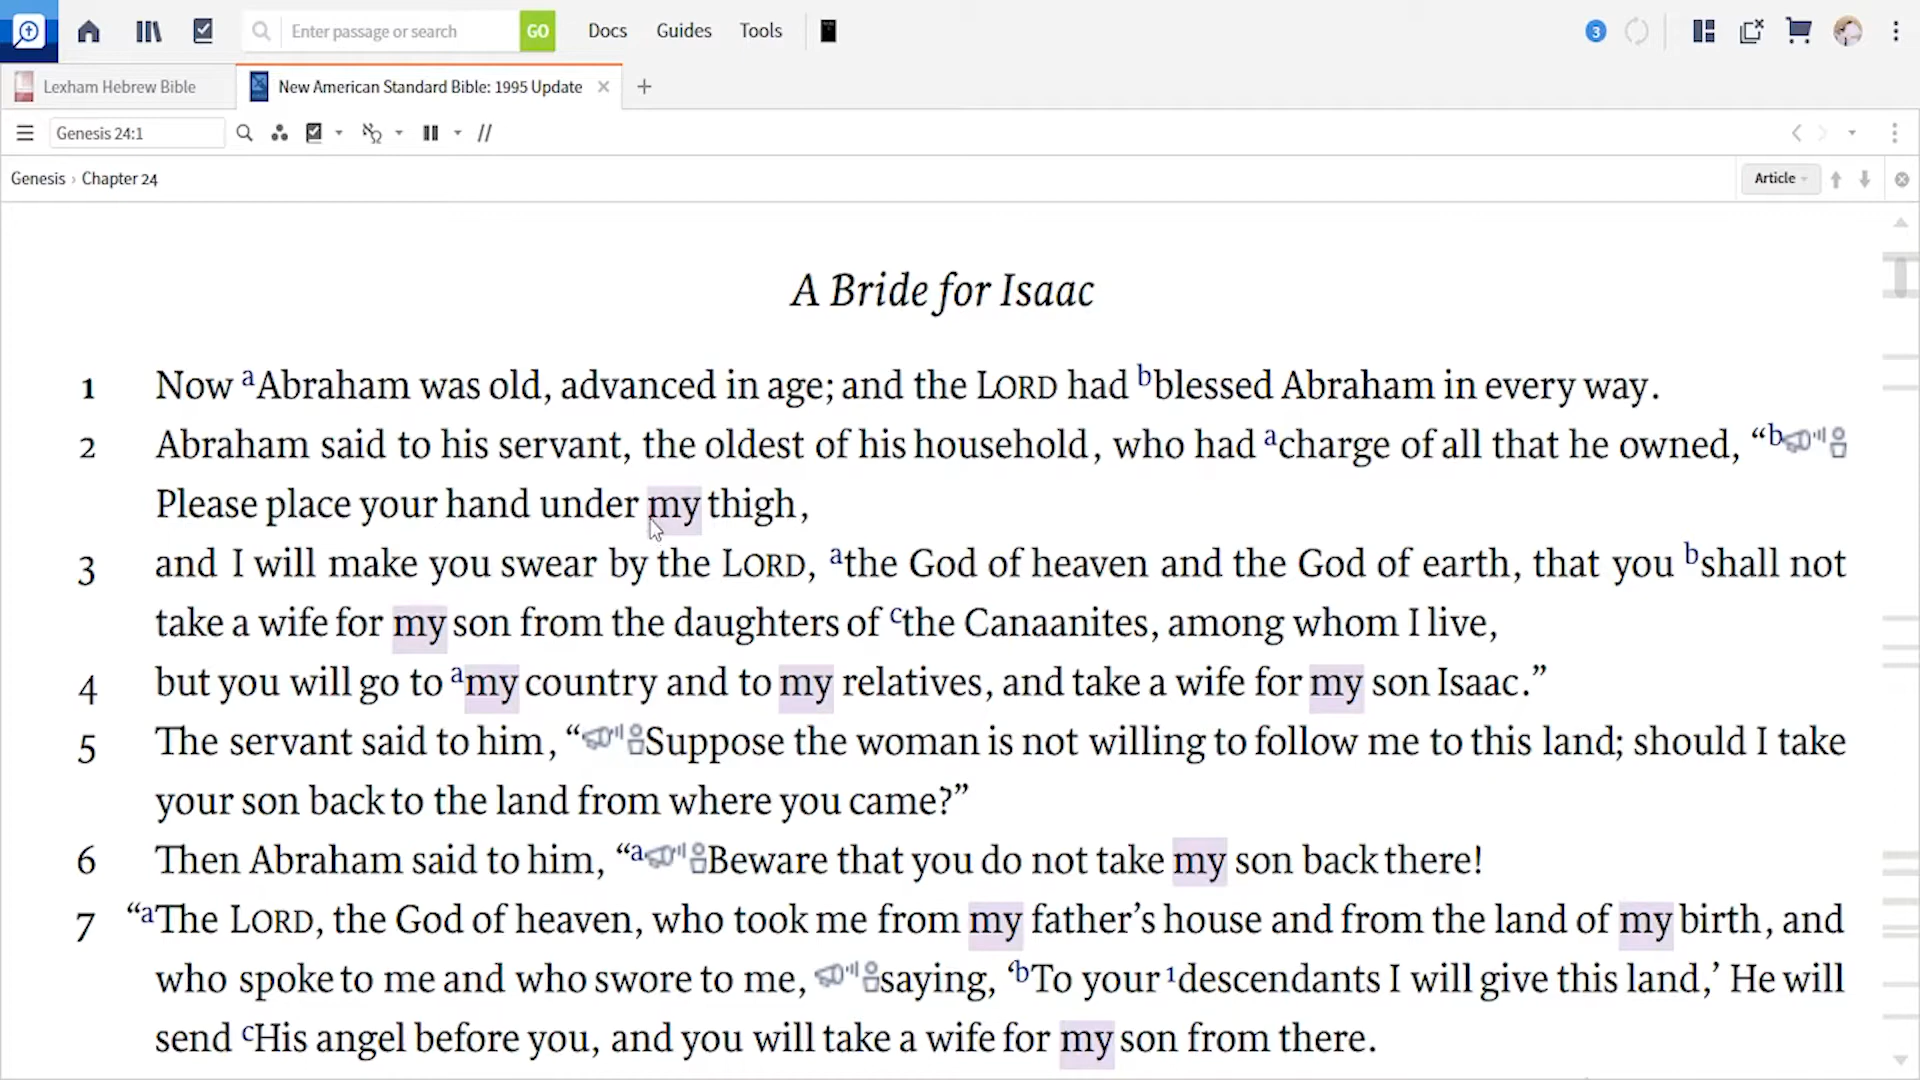 Enter passage or search GO Docs Guides Tools 3
Lexham Hebrew Bible New American Standard Bible: 1995 Update
Genesis 24:1
Genesis › Chapter 24 Article
A Bride for Isaac
1 Now aAbraham was old, advanced in age; and the LORD had bblessed Abraham in every way.
2 Abraham said to his servant, the oldest of his household, who had acharge of all that he owned, “b
Please place your hand under my thigh,
3 and I will make you swear by the LORD, athe God of heaven and the God of earth, that you bshall not
take a wife for my son from the daughters of cthe Canaanites, among whom I live,
4 but you will go to amy country and to my relatives, and take a wife for my son Isaac.”
5 The servant said to him, “Suppose the woman is not willing to follow me to this land; should I take
your son back to the land from where you came?”
6 Then Abraham said to him, “aBeware that you do not take my son back there!
7 “aThe LORD, the God of heaven, who took me from my father’s house and from the land of my birth, and
who spoke to me and who swore to me, saying, ‘bTo your 1descendants I will give this land,’ He will
send cHis angel before you, and you will take a wife for my son from there.